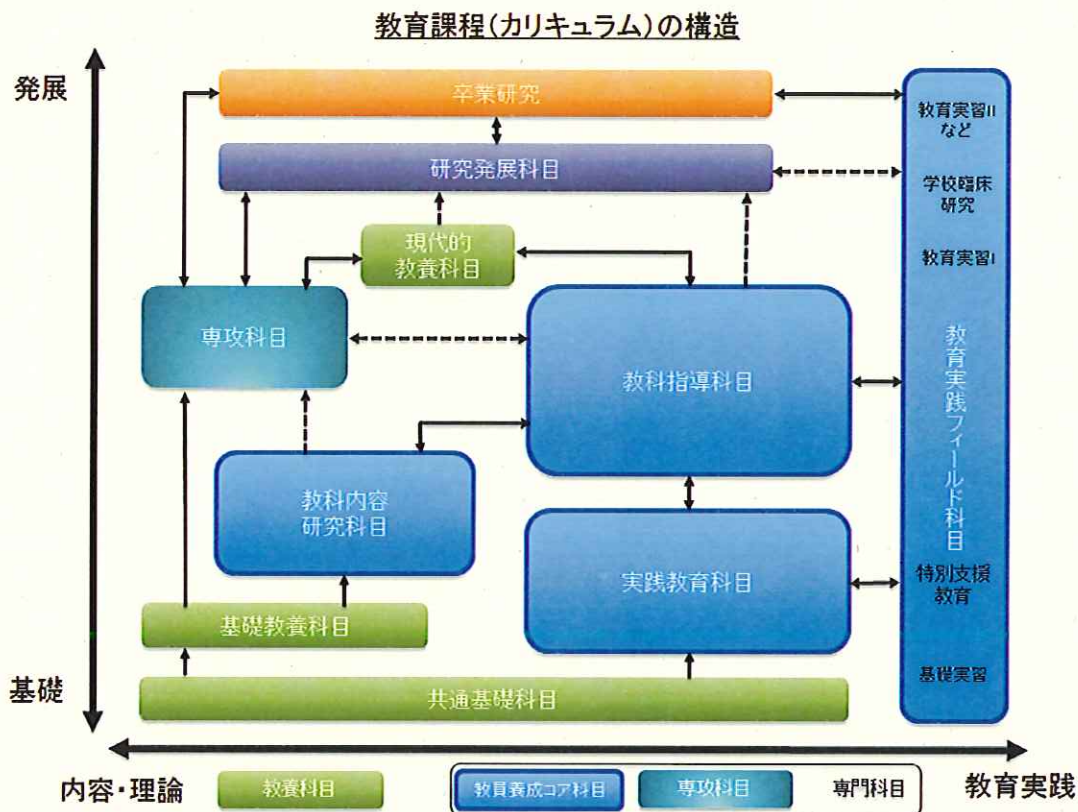 教育課程(カリキュラム)の構造
発展
卒業研究
教育実習II
など
研究発展科目
学校臨床
研究
現代的
教養科目
教育実習I
専攻科目
教科指導科目
教育実践フィールド科目
教科内容
研究科目
実践教育科目
特別支援
教育
基礎教養科目
基礎実習
基礎
共通基礎科目
内容・理論
教養科目
教員養成コア科目
専攻科目
専門科目
教育実践